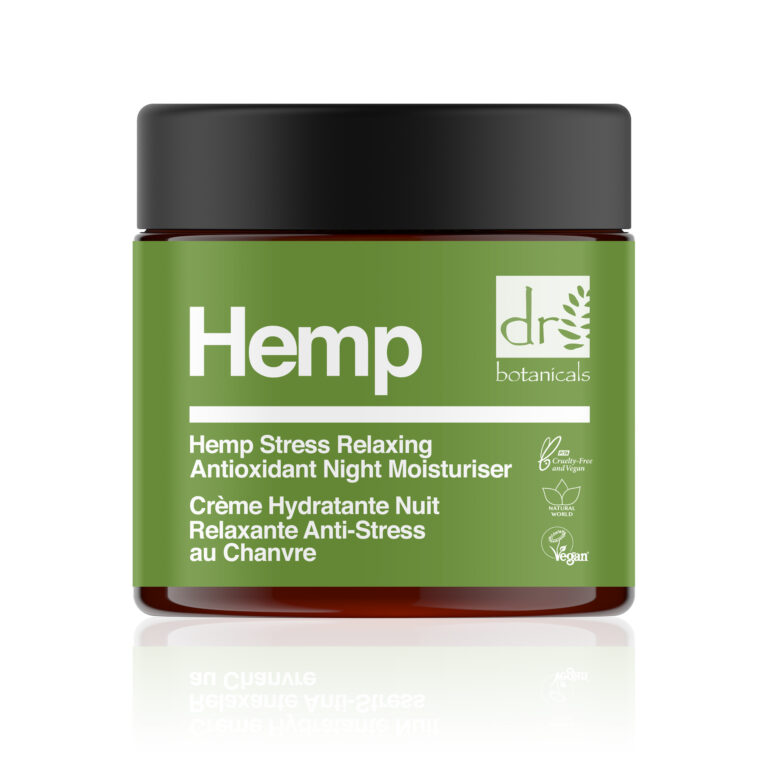 Hemp
dr
botanicals
Hemp Stress Relaxing
Antioxidant Night Moisturiser
Crème Hydratante Nuit
Relaxante Anti-Stress
au Chanvre
Cruelty-Free
and Vegan
NATURAL
WORLD
Vegan